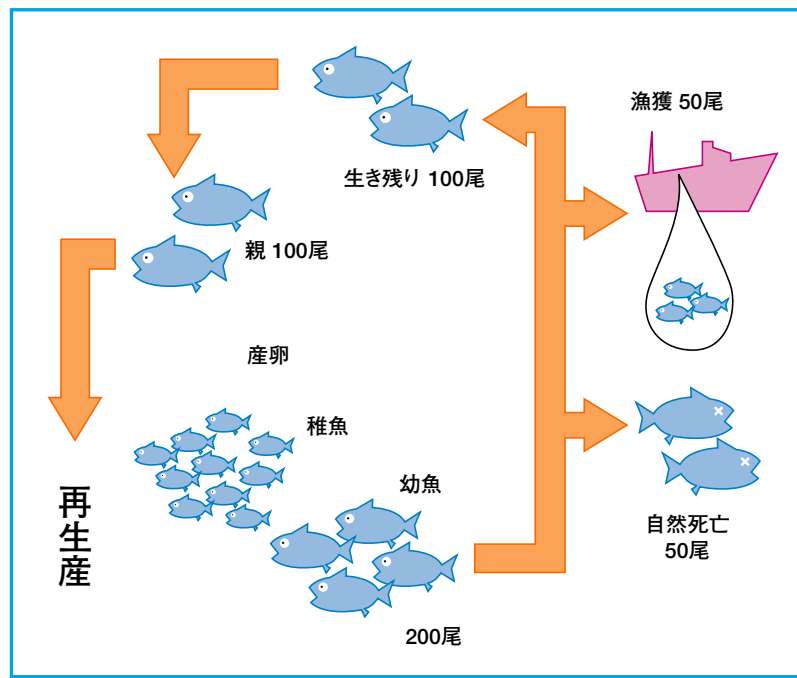 漁獲 50尾
生き残り 100尾
親 100尾
産卵
稚魚
幼魚
再生産
自然死亡
50尾
200尾